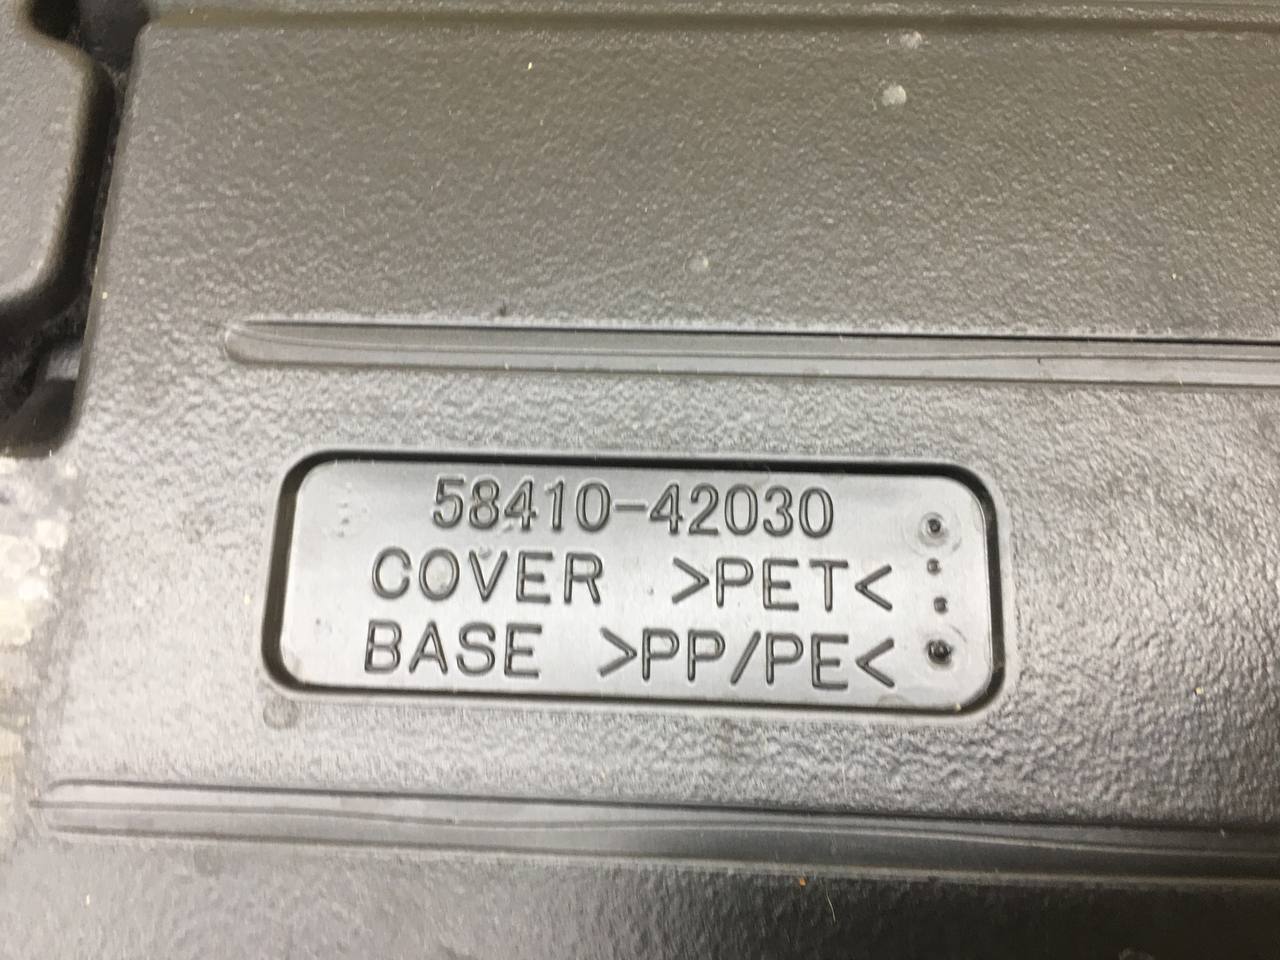 58410-42030
COVER >PET<
BASE >PP/PE<